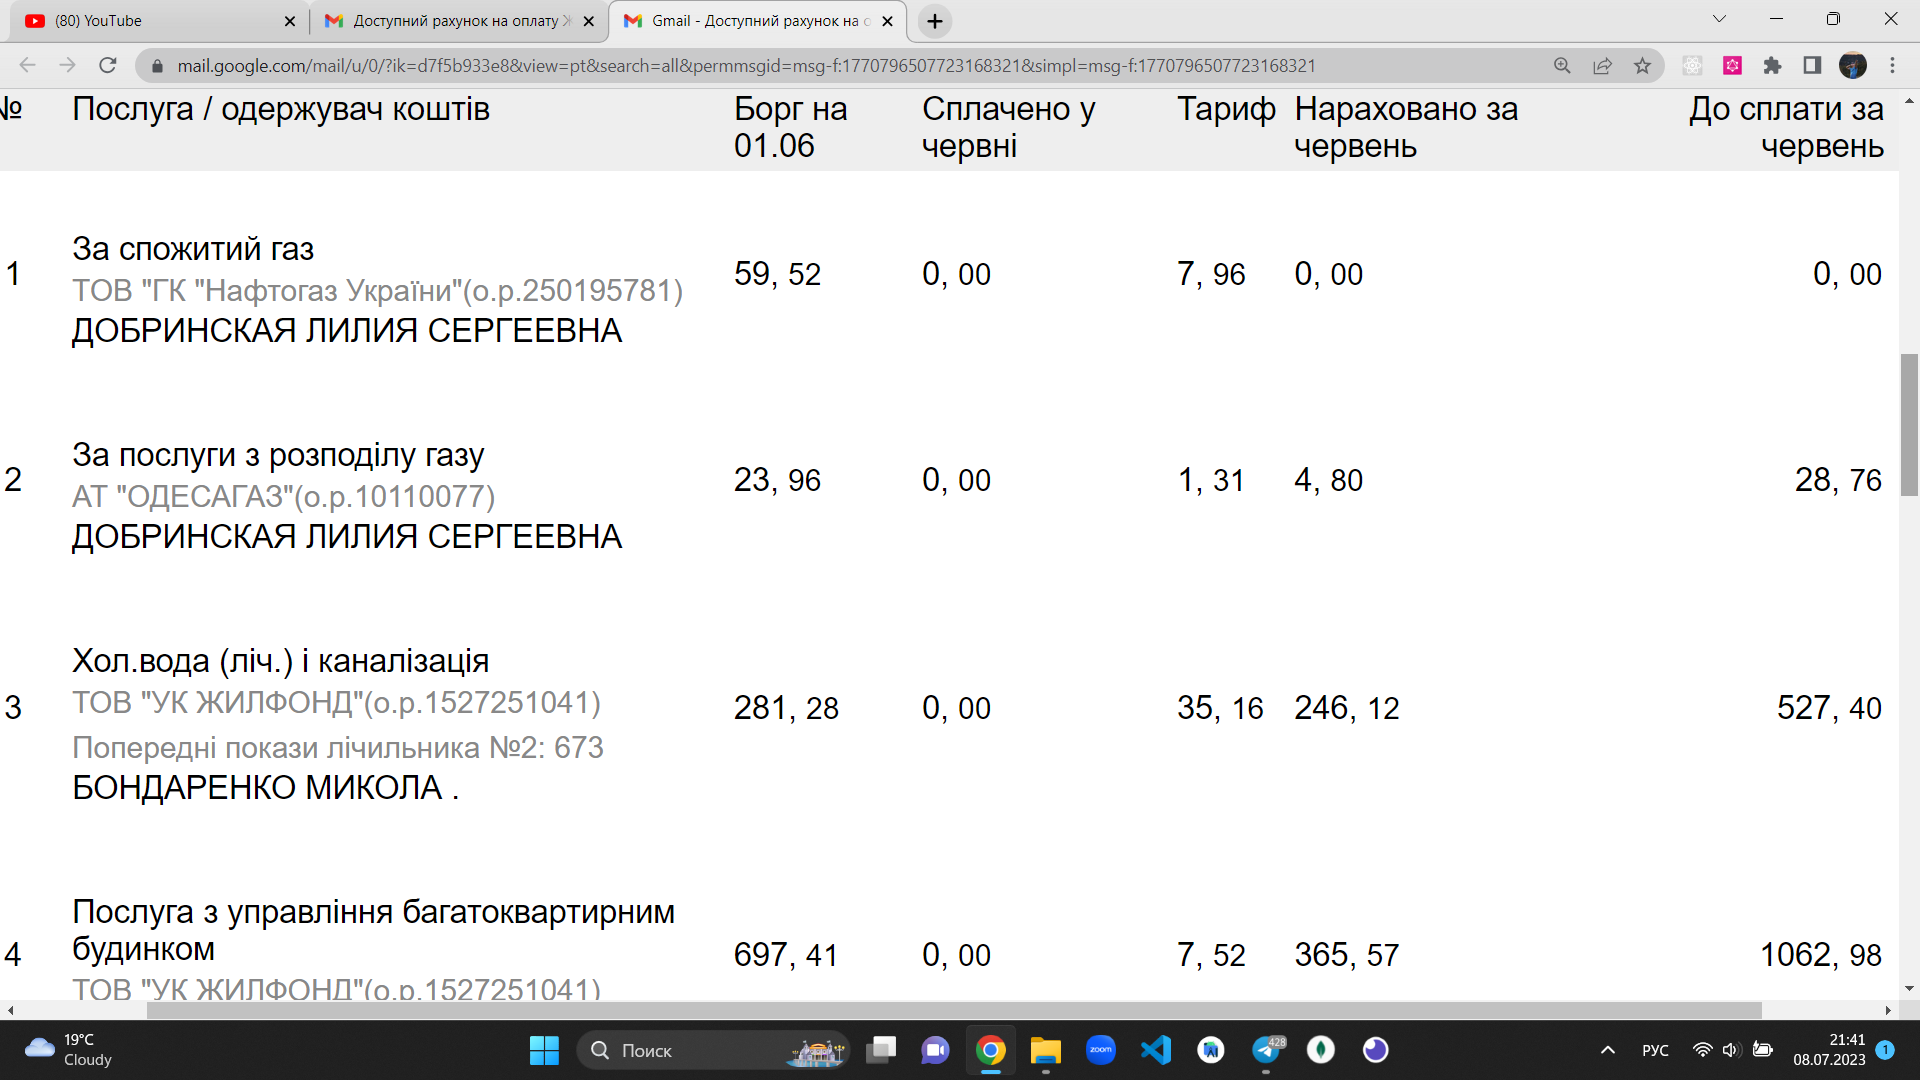 (80) YouTube
Доступний рахунок на оплату
Gmail - Доступний рахунок на
mail.google.com/mail/u/0/?ik=d7f5b933e8&view=pt&search=all&permmsgid=msg-f:1770796507723168321&simpl=msg-f:1770796507723168321
№ Послуга / одержувач коштів Борг на 01.06 Сплачено у червні Тариф Нараховано за червень До сплати за червень
За спожитий газ
1 59, 52 0, 00 7, 96 0, 00 0, 00
ТОВ "ГК "Нафтогаз України"(о.р.250195781)
ДОБРИНСКАЯ ЛИЛИЯ СЕРГЕЕВНА
За послуги з розподілу газу
2 23, 96 0, 00 1, 31 4, 80 28, 76
АТ "ОДЕСАГАЗ"(о.р.10110077)
ДОБРИНСКАЯ ЛИЛИЯ СЕРГЕЕВНА
Хол.вода (ліч.) і каналізація
ТОВ "УК ЖИЛФОНД"(о.р.1527251041)
3 281, 28 0, 00 35, 16 246, 12 527, 40
Попередні покази лічильника №2: 673
БОНДАРЕНКО МИКОЛА .
Послуга з управління багатоквартирним
будинком
4 697, 41 0, 00 7, 52 365, 57 1062, 98
ТОВ "УК ЖИЛФОНД"(о.р.1527251041)
19°C
Cloudy
Поиск
zoom
428
РУС
21:41
08.07.2023
1